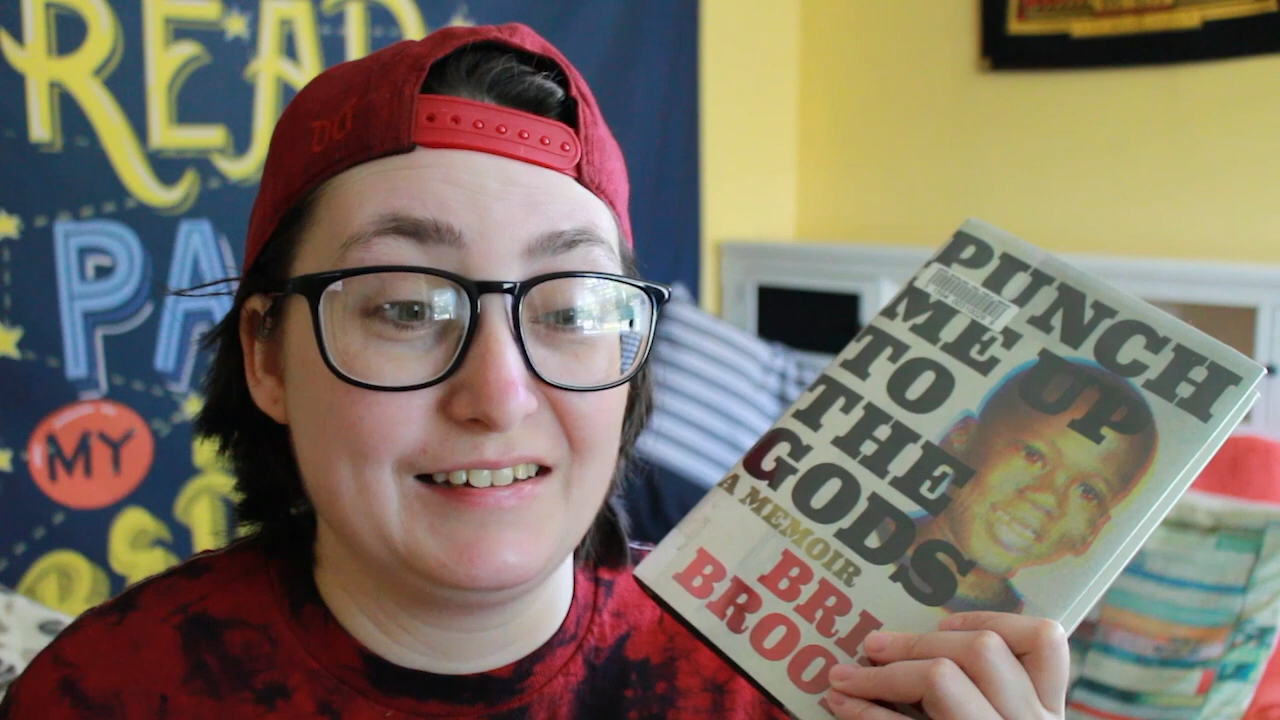 READ
PA
MY
PUNCH
ME UP
TO
THE
GODS
A MEMOIR
BRI
BROO